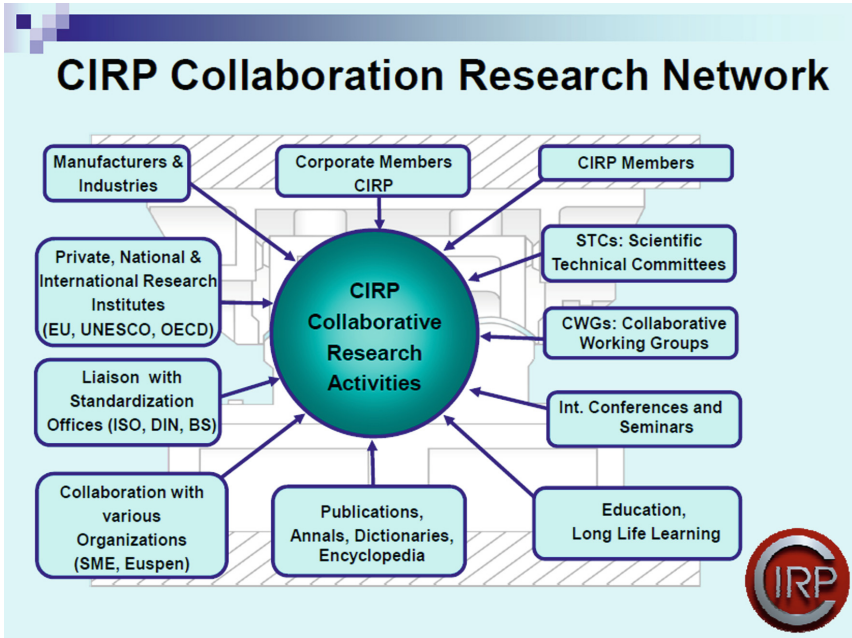 CIRP Collaboration Research Network
Manufacturers &
Industries
Corporate Members
CIRP
CIRP Members
Private, National &
International Research
Institutes
(EU, UNESCO, OECD)
STCs: Scientific
Technical Committees
CIRP
Collaborative
Research
Activities
CWGs: Collaborative
Working Groups
Liaison with
Standardization
Offices (ISO, DIN, BS)
Int. Conferences and
Seminars
Collaboration with
various
Organizations
(SME, Euspen)
Publications,
Annals, Dictionaries,
Encyclopedia
Education,
Long Life Learning
CIRP